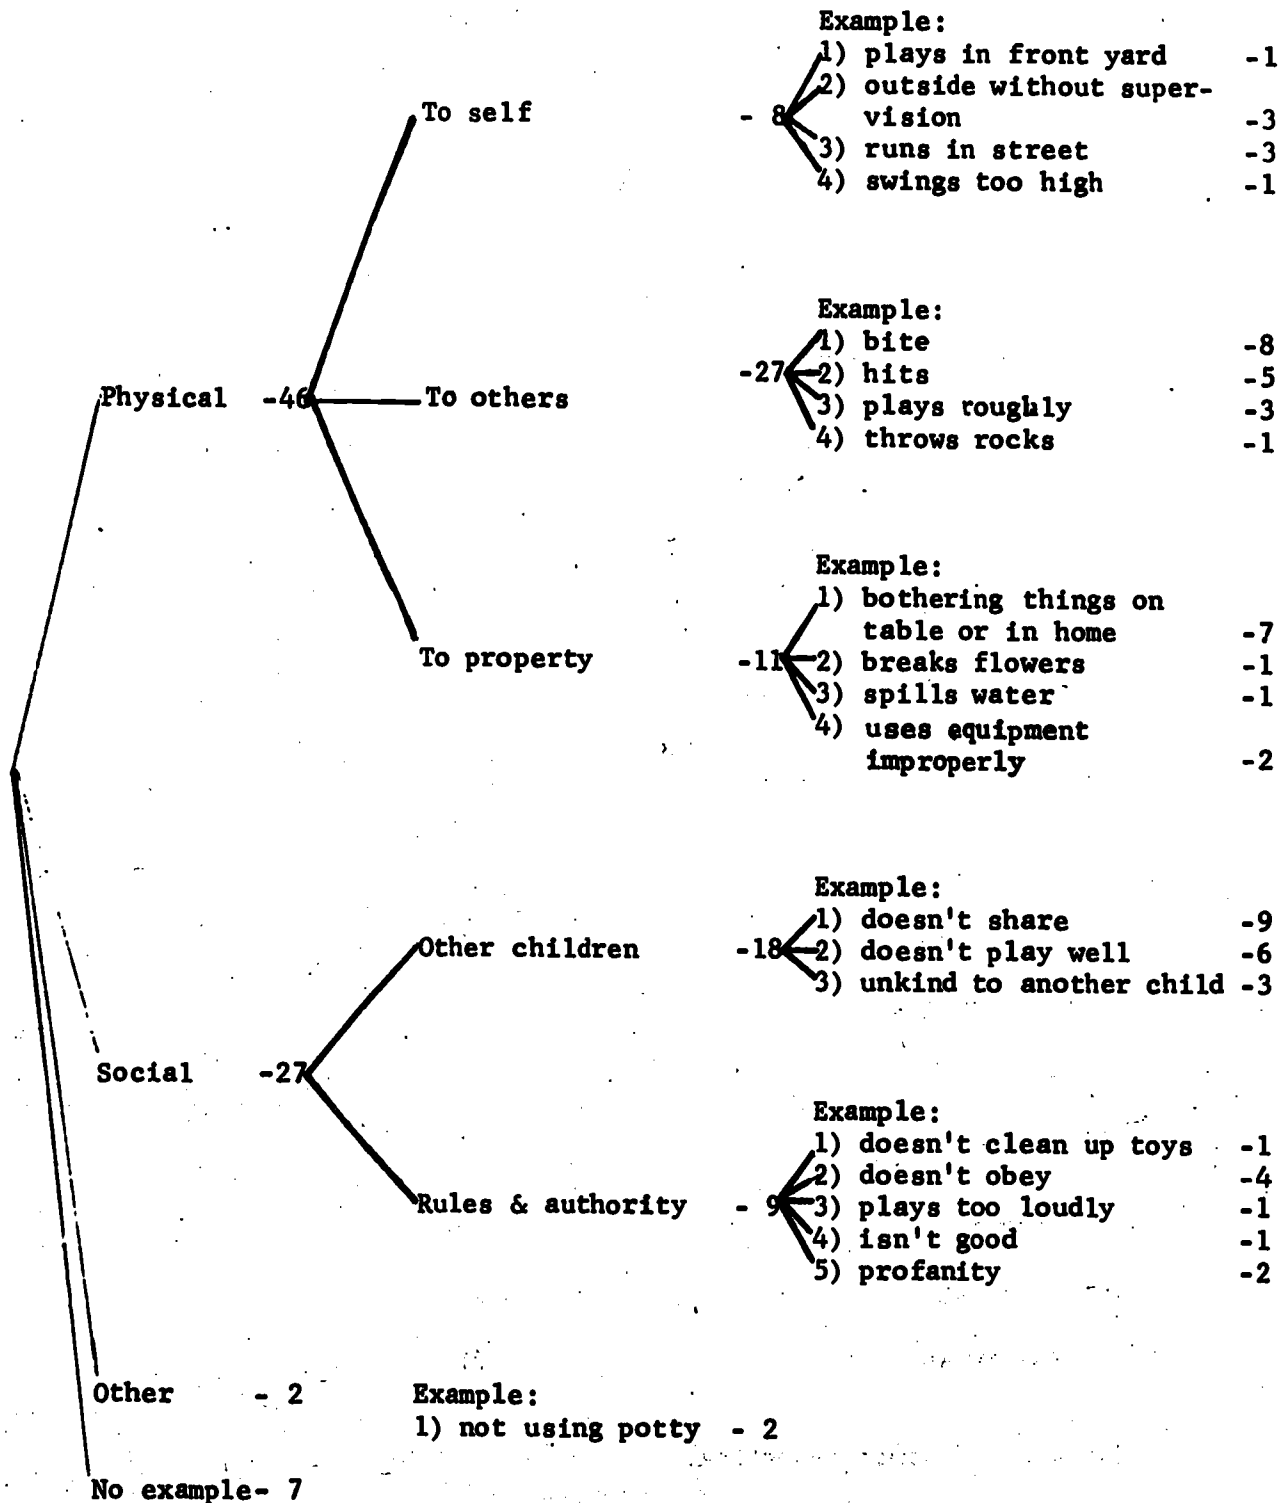 Example:
1) plays in front yard -1
2) outside without super-
To self - 8 vision -3
3) runs in street -3
4) swings too high -1
Example:
1) bite -8
-27 2) hits -5
Physical -46 To others 3) plays roughly -3
4) throws rocks -1
Example:
1) bothering things on
table or in home -7
To property -11 2) breaks flowers -1
3) spills water -1
4) uses equipment
improperly -2
Example:
1) doesn't share -9
Other children -18 2) doesn't play well -6
3) unkind to another child -3
Social -27
Example:
1) doesn't clean up toys -1
2) doesn't obey -4
Rules & authority - 9 3) plays too loudly -1
4) isn't good -1
5) profanity -2
Other - 2 Example:
1) not using potty - 2
No example- 7